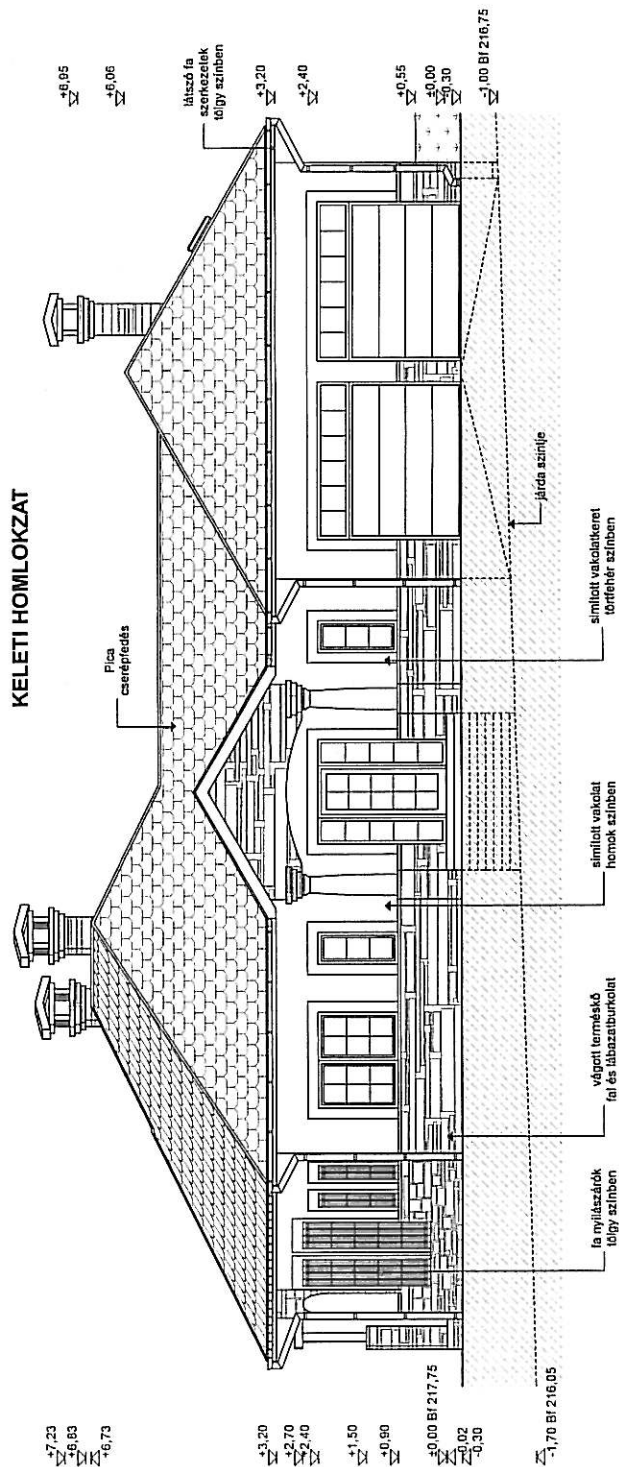 KELETI HOMLOKZAT
+7,23
+6,83
+6,73
+3,20
+2,70
+2,40
+1,50
+0,90
±0,00 Bf 217,75
-0,02
-0,30
-1,70 Bf 216,05
Pica
cserépfedés
látszó fa
szerkezetek
tölgy színben
+6,95
+6,06
+3,20
+2,40
+0,55
±0,00
-0,30
-1,00 Bf 216,75
fa nyílászárók
tölgy színben
vágott terméskő
fal és lábazatburkolat
simított vakolat
homok színben
simított vakolatkeret
törtfehér színben
járda szintje